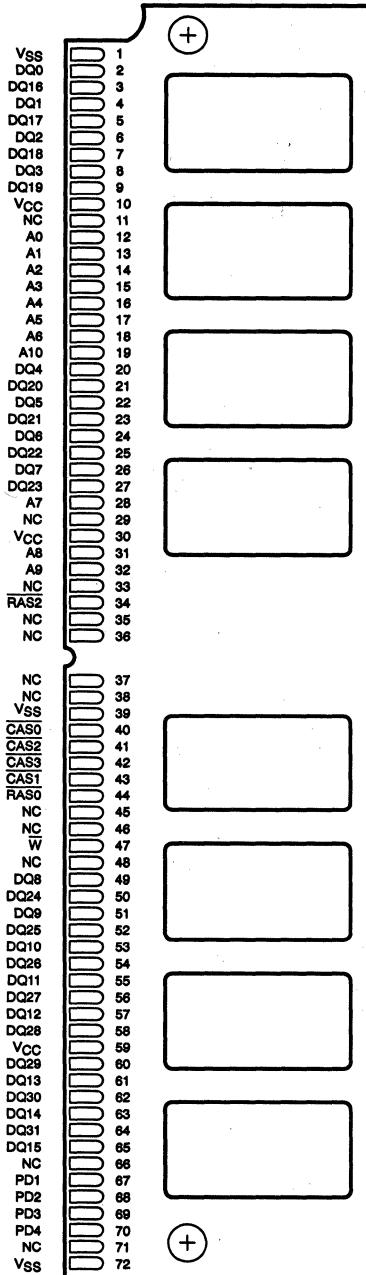 VSS 1
DQ0 2
DQ16 3
DQ1 4
DQ17 5
DQ2 6
DQ18 7
DQ3 8
DQ19 9
VCC 10
NC 11
A0 12
A1 13
A2 14
A3 15
A4 16
A5 17
A6 18
A10 19
DQ4 20
DQ20 21
DQ5 22
DQ21 23
DQ6 24
DQ22 25
DQ7 26
DQ23 27
A7 28
NC 29
VCC 30
A8 31
A9 32
NC 33
R̅A̅S̅2̅ 34
NC 35
NC 36
NC 37
NC 38
VSS 39
C̅A̅S̅0̅ 40
C̅A̅S̅2̅ 41
C̅A̅S̅3̅ 42
C̅A̅S̅1̅ 43
R̅A̅S̅0̅ 44
NC 45
NC 46
W̅ 47
NC 48
DQ8 49
DQ24 50
DQ9 51
DQ25 52
DQ10 53
DQ26 54
DQ11 55
DQ27 56
DQ12 57
DQ28 58
VCC 59
DQ29 60
DQ13 61
DQ30 62
DQ14 63
DQ31 64
DQ15 65
NC 66
PD1 67
PD2 68
PD3 69
PD4 70
NC 71
VSS 72